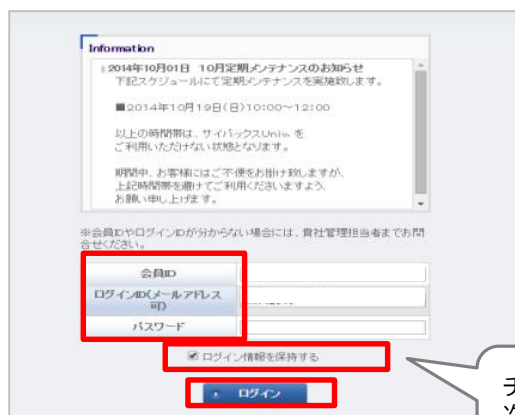 Information
2014年10月01日 10月定期メンテナンスのお知らせ
下記スケジュールにて定期メンテナンスを実施致します。
■2014年10月19日(日)10:00～12:00
以上の時間帯は、サイバックスUniv. を
ご利用いただけない状態となります。
期間中、お客様にはご不便をお掛け致しますが、
上記時間帯を避けてご利用くださいますよう、
お願い申し上げます。
※会員IDやログインIDが分からない場合には、貴社管理担当者までお問
合せください。
会員ID
ログインID(メールアドレス
可)
パスワード
ログイン情報を保持する
ログイン